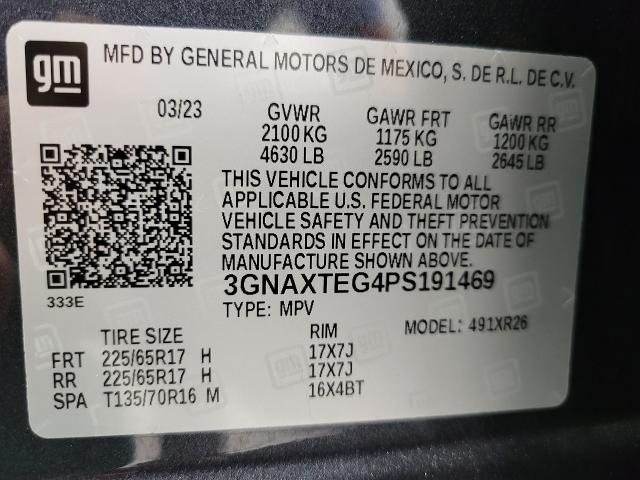 gm
MFD BY GENERAL MOTORS DE MEXICO, S. DE R.L. DE C.V.
03/23 GVWR GAWR FRT GAWR RR
2100 KG 1175 KG 1200 KG
4630 LB 2590 LB 2645 LB
THIS VEHICLE CONFORMS TO ALL
APPLICABLE U.S. FEDERAL MOTOR
VEHICLE SAFETY AND THEFT PREVENTION
STANDARDS IN EFFECT ON THE DATE OF
MANUFACTURE SHOWN ABOVE.
333E
3GNAXTEG4PS191469
TYPE: MPV MODEL: 491XR26
TIRE SIZE RIM
FRT 225/65R17 H 17X7J
RR 225/65R17 H 17X7J
SPA T135/70R16 M 16X4BT